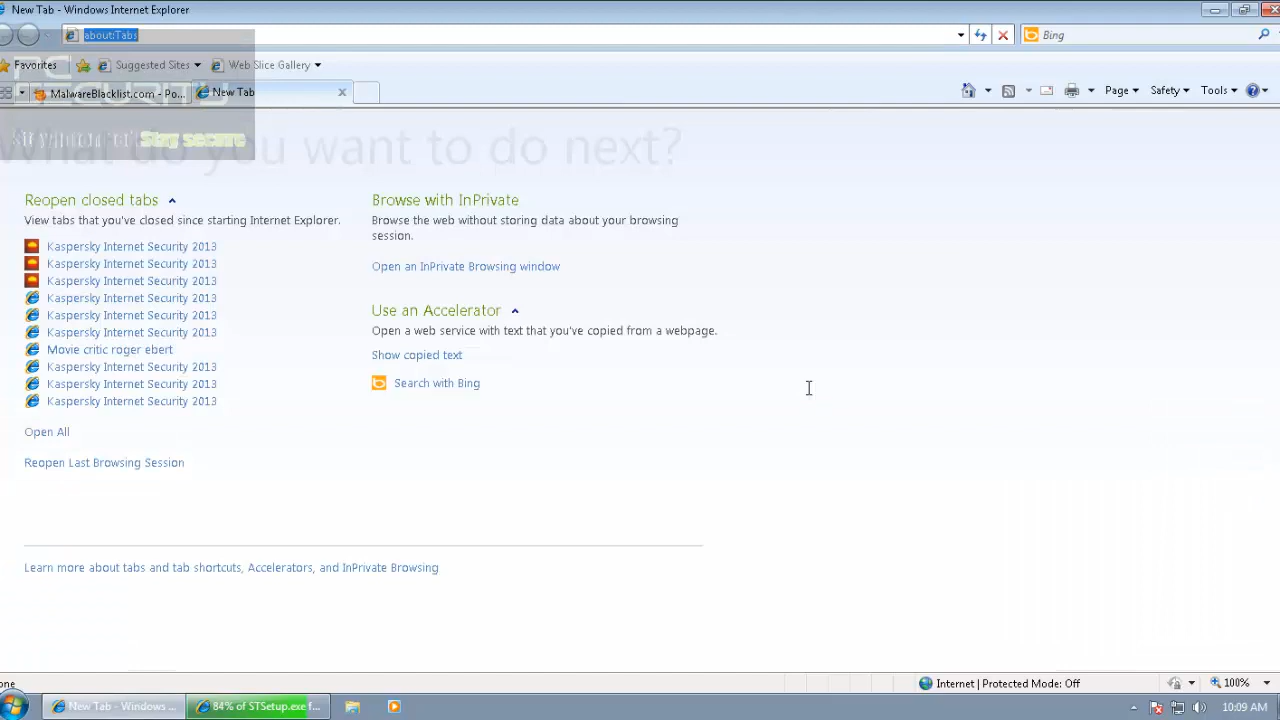 New Tab - Windows Internet Explorer
about:Tabs
Bing
Favorites
Suggested Sites
Web Slice Gallery
PC
SECURITY
MalwareBlacklist.com - Po...
New Tab
Page
Safety
Tools
Stay secure
What do you want to do next?
Reopen closed tabs
View tabs that you've closed since starting Internet Explorer.
Kaspersky Internet Security 2013
Kaspersky Internet Security 2013
Kaspersky Internet Security 2013
Kaspersky Internet Security 2013
Kaspersky Internet Security 2013
Kaspersky Internet Security 2013
Movie critic roger ebert
Kaspersky Internet Security 2013
Kaspersky Internet Security 2013
Kaspersky Internet Security 2013
Open All
Reopen Last Browsing Session
Browse with InPrivate
Browse the web without storing data about your browsing
session.
Open an InPrivate Browsing window
Use an Accelerator
Open a web service with text that you've copied from a webpage.
Show copied text
Search with Bing
Learn more about tabs and tab shortcuts, Accelerators, and InPrivate Browsing
one
Internet | Protected Mode: Off
100%
New Tab - Windows ...
84% of STSetup.exe f...
10:09 AM